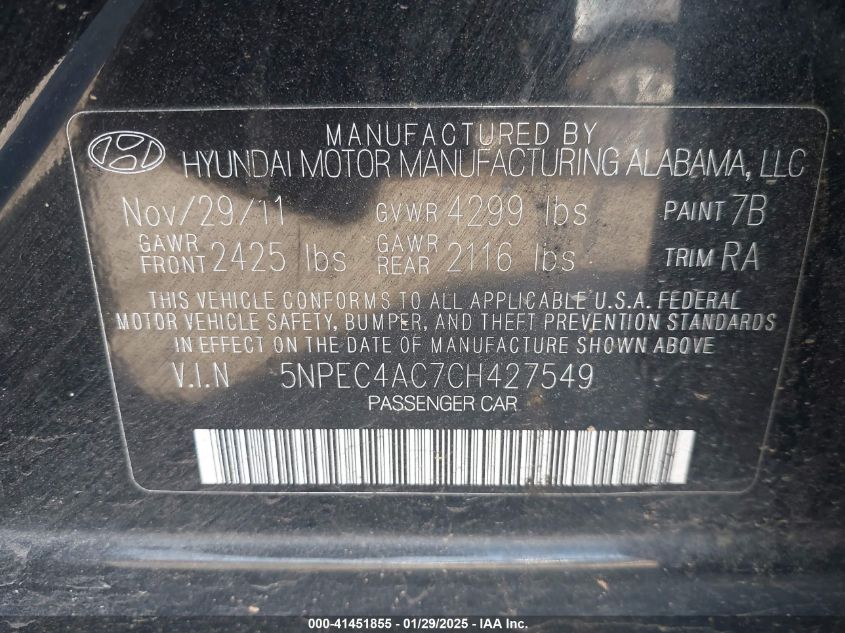 MANUFACTURED BY
HYUNDAI MOTOR MANUFACTURING ALABAMA, LLC
Nov/29/11 GVWR 4299 lbs PAINT 7B
GAWR FRONT 2425 lbs GAWR REAR 2116 lbs TRIM RA
THIS VEHICLE CONFORMS TO ALL APPLICABLE U.S.A. FEDERAL
MOTOR VEHICLE SAFETY, BUMPER, AND THEFT PREVENTION STANDARDS
IN EFFECT ON THE DATE OF MANUFACTURE SHOWN ABOVE.
V.I.N 5NPEC4AC7CH427549
PASSENGER CAR
000-41451855 - 01/29/2025 - © IAA, Inc.